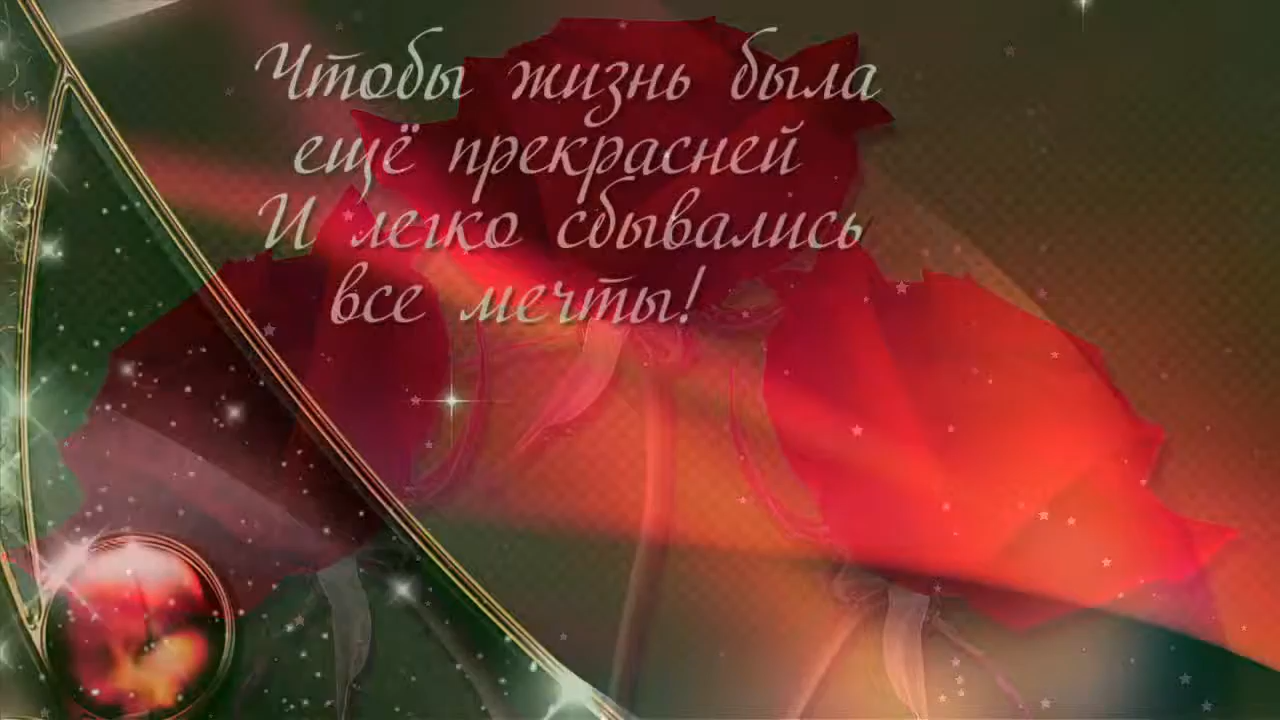 Чтобы жизнь была
ещё прекрасней
И легко сбывались
все мечты!